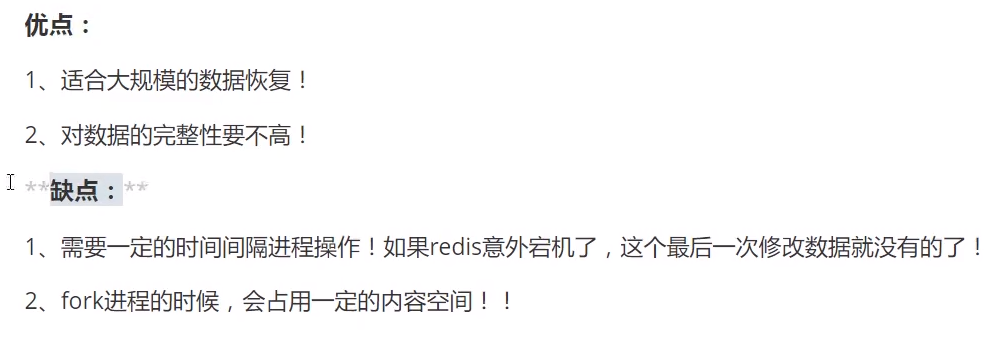 优点：
1、适合大规模的数据恢复！
2、对数据的完整性要不高！
**缺点：**
1、需要一定的时间间隔进程操作！如果redis意外宕机了，这个最后一次修改数据就没有的了！
2、fork进程的时候，会占用一定的内容空间！！